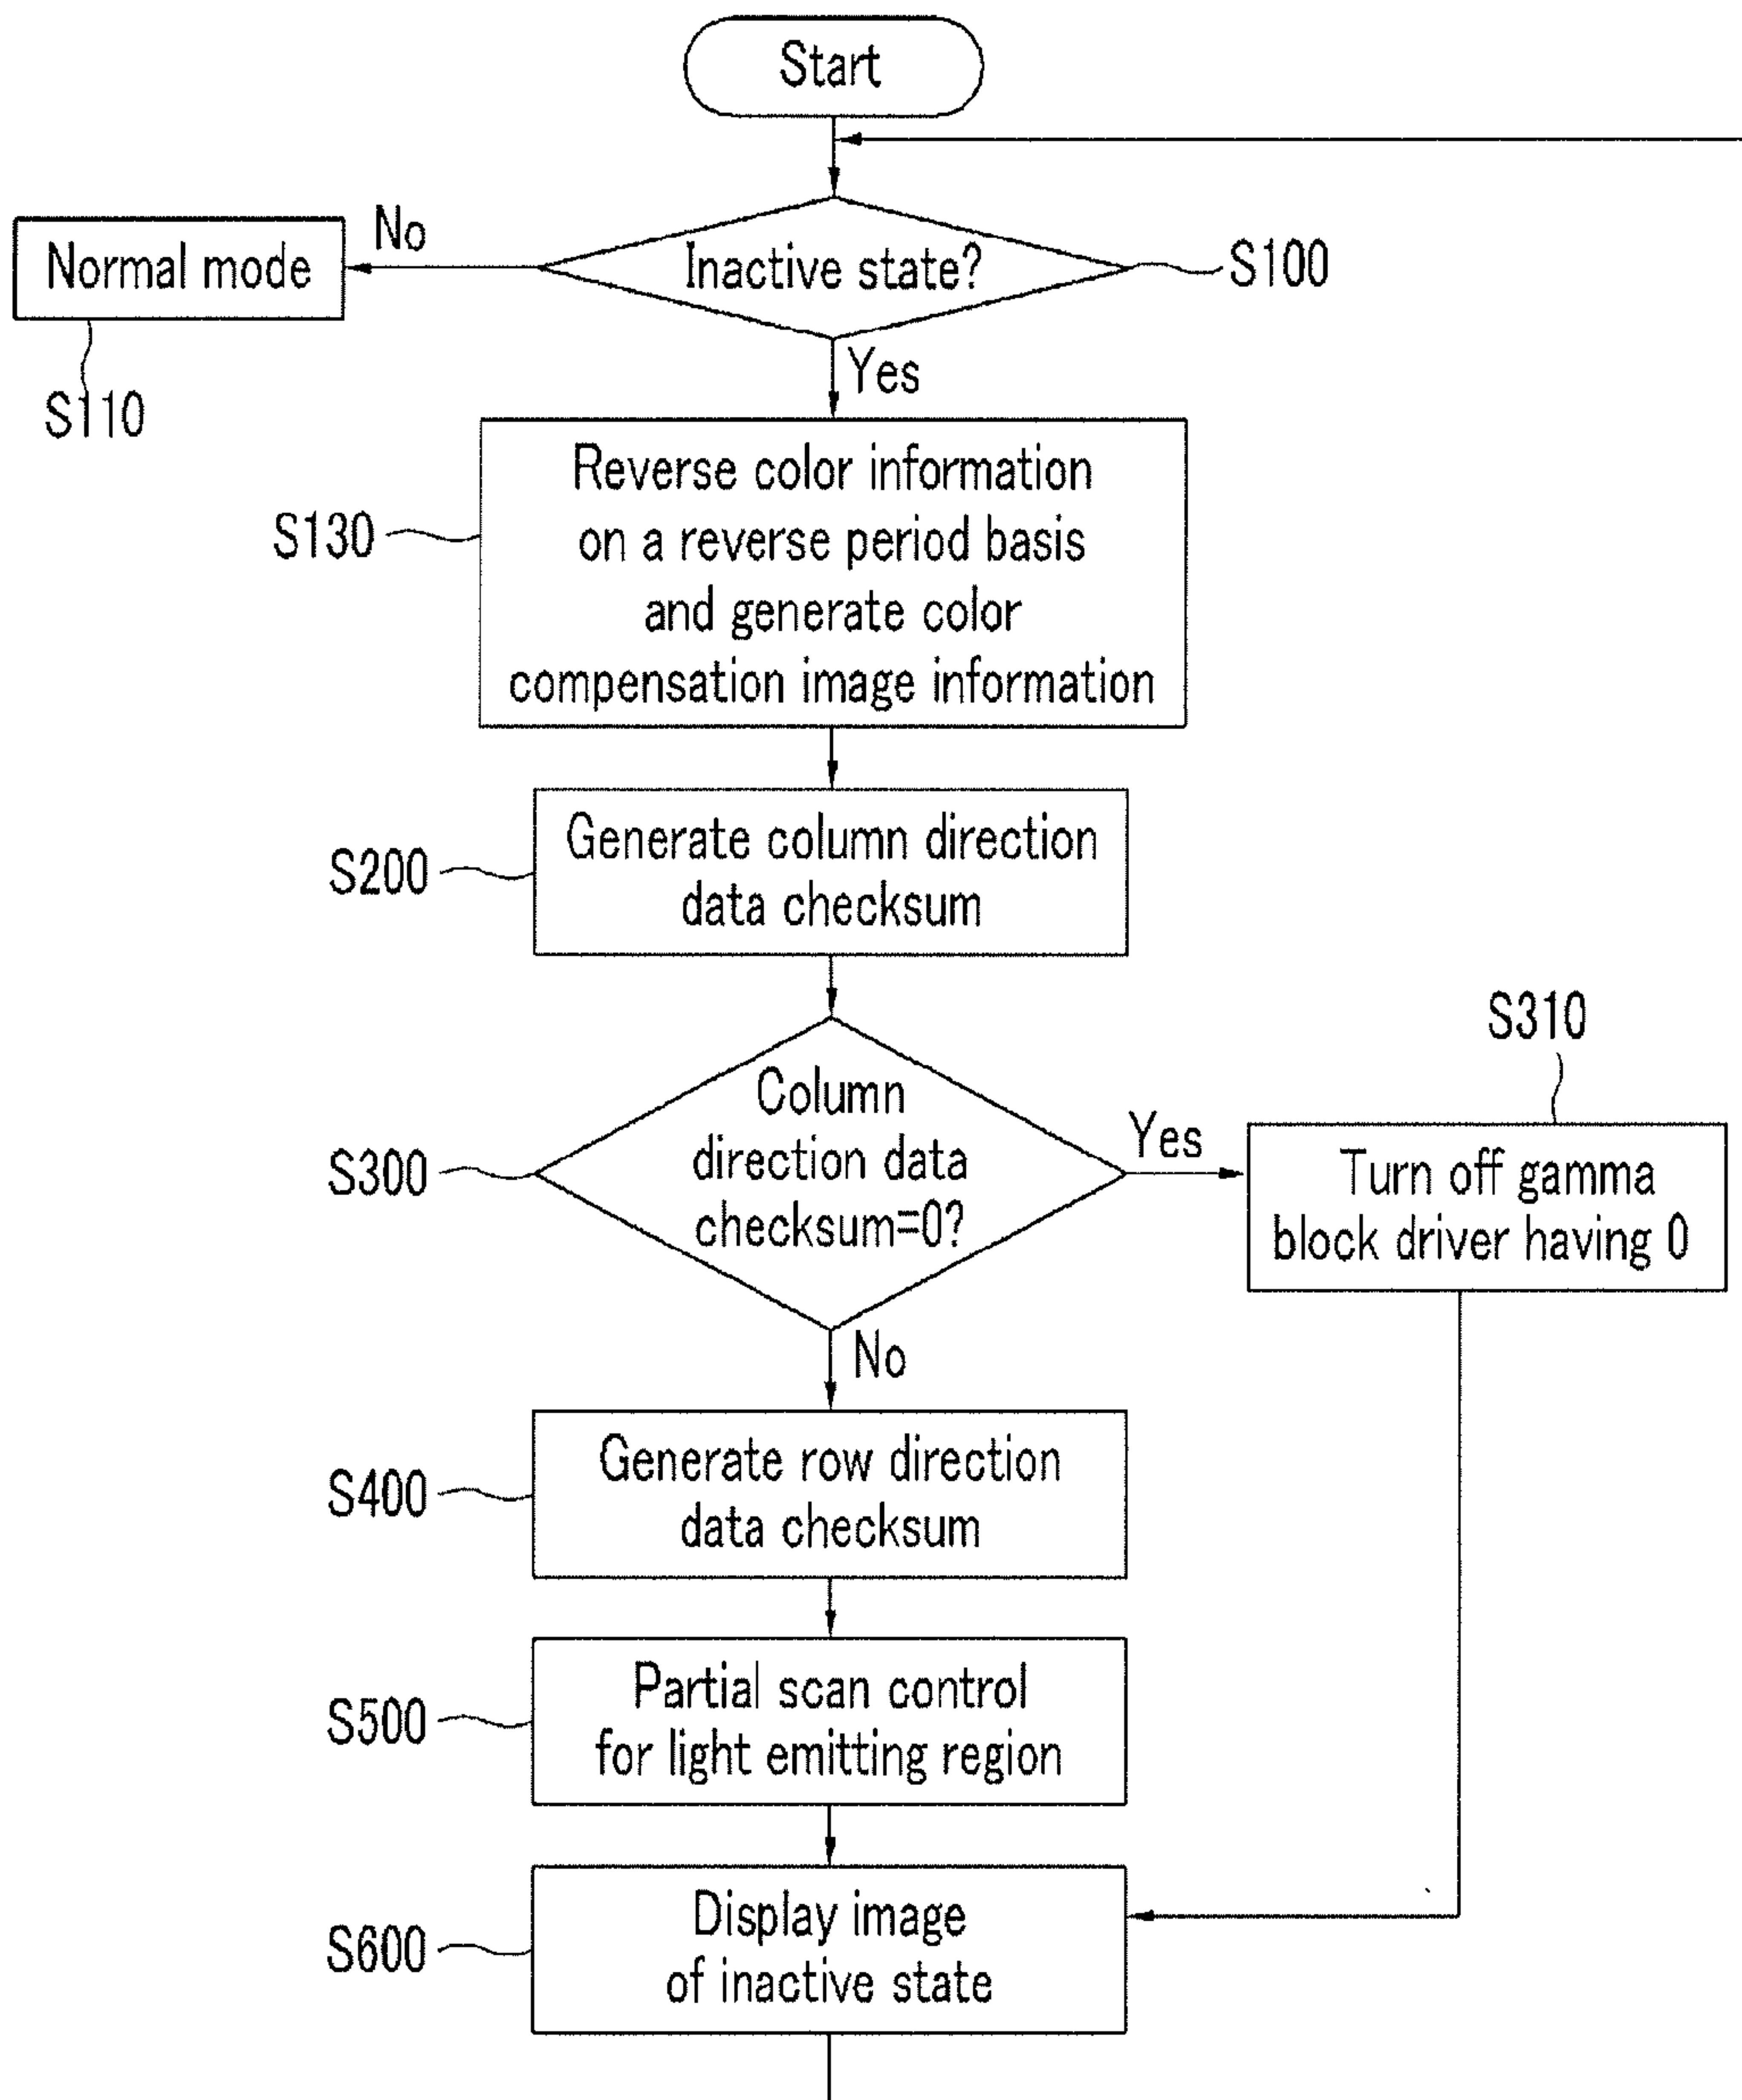 Start
No
Normal mode
Inactive state?
S100
S110
Yes
Reverse color information
on a reverse period basis
and generate color
compensation image information
S130
Generate column direction
data checksum
S200
S310
Column
direction data
checksum=0?
S300
Yes
Turn off gamma
block driver having 0
No
Generate row direction
data checksum
S400
Partial scan control
for light emitting region
S500
Display image
of inactive state
S600